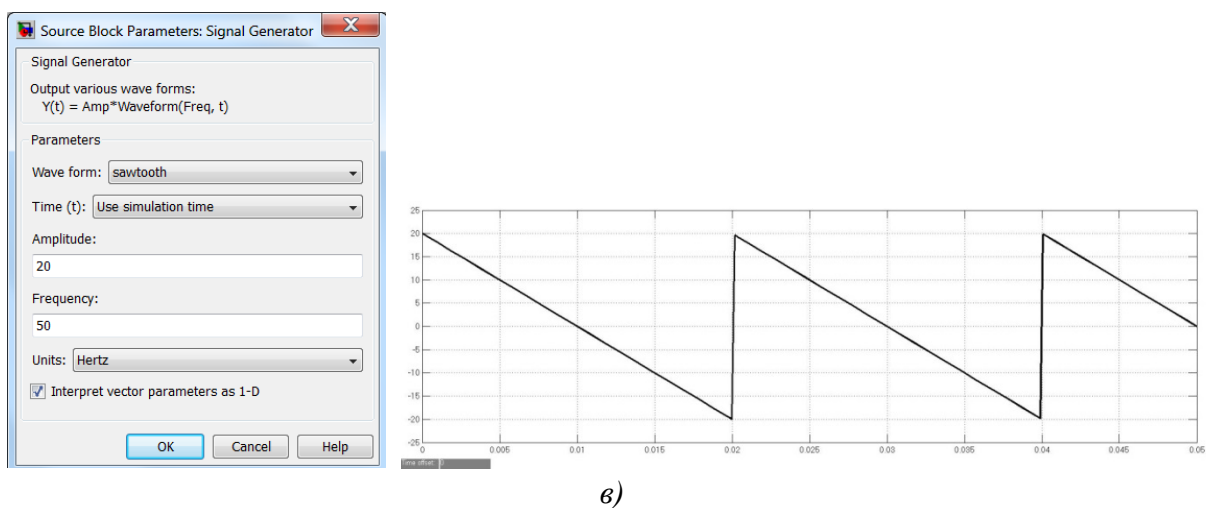 Source Block Parameters: Signal Generator
Signal Generator
Output various wave forms:
Y(t) = Amp*Waveform(Freq, t)
Parameters
Wave form: sawtooth
Time (t): Use simulation time
Amplitude:
20
Frequency:
50
Units: Hertz
Interpret vector parameters as 1-D
OK Cancel Help
25
20
15
10
5
0
-5
-10
-15
-20
-25
0 0.005 0.01 0.015 0.02 0.025 0.03 0.035 0.04 0.045 0.05
Time offset: 0
в)